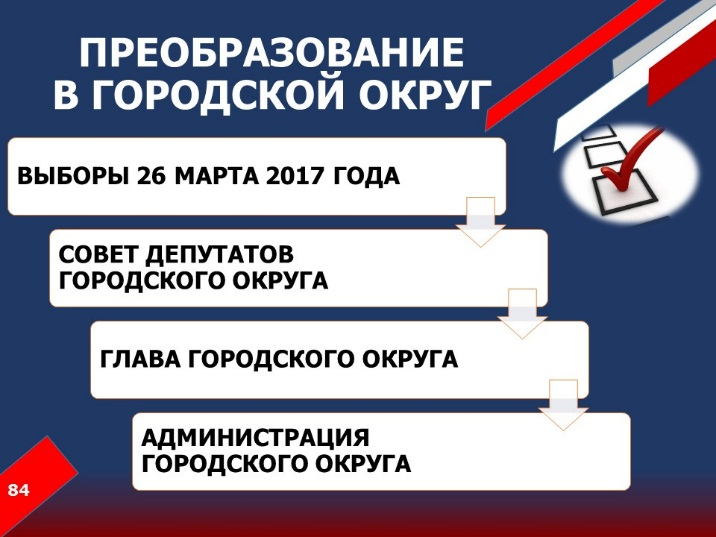 ПРЕОБРАЗОВАНИЕ
В ГОРОДСКОЙ ОКРУГ
ВЫБОРЫ 26 МАРТА 2017 ГОДА
СОВЕТ ДЕПУТАТОВ
ГОРОДСКОГО ОКРУГА
ГЛАВА ГОРОДСКОГО ОКРУГА
АДМИНИСТРАЦИЯ
ГОРОДСКОГО ОКРУГА
84